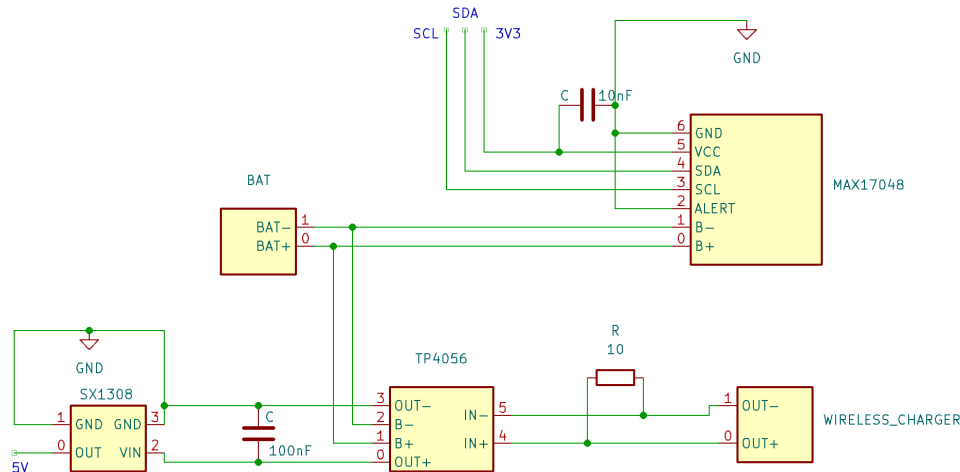 SDA
SCL
3V3
GND
C
10nF
6 GND
5 VCC
4 SDA
3 SCL
2 ALERT
1 B-
0 B+
MAX17048
BAT
BAT- 1
BAT+ 0
GND
SX1308
1 GND
0 OUT
GND 3
VIN 2
5V
C
100nF
TP4056
3 OUT-
2 B-
1 B+
0 OUT+
IN- 5
IN+ 4
R
10
1 OUT-
0 OUT+
WIRELESS_CHARGER